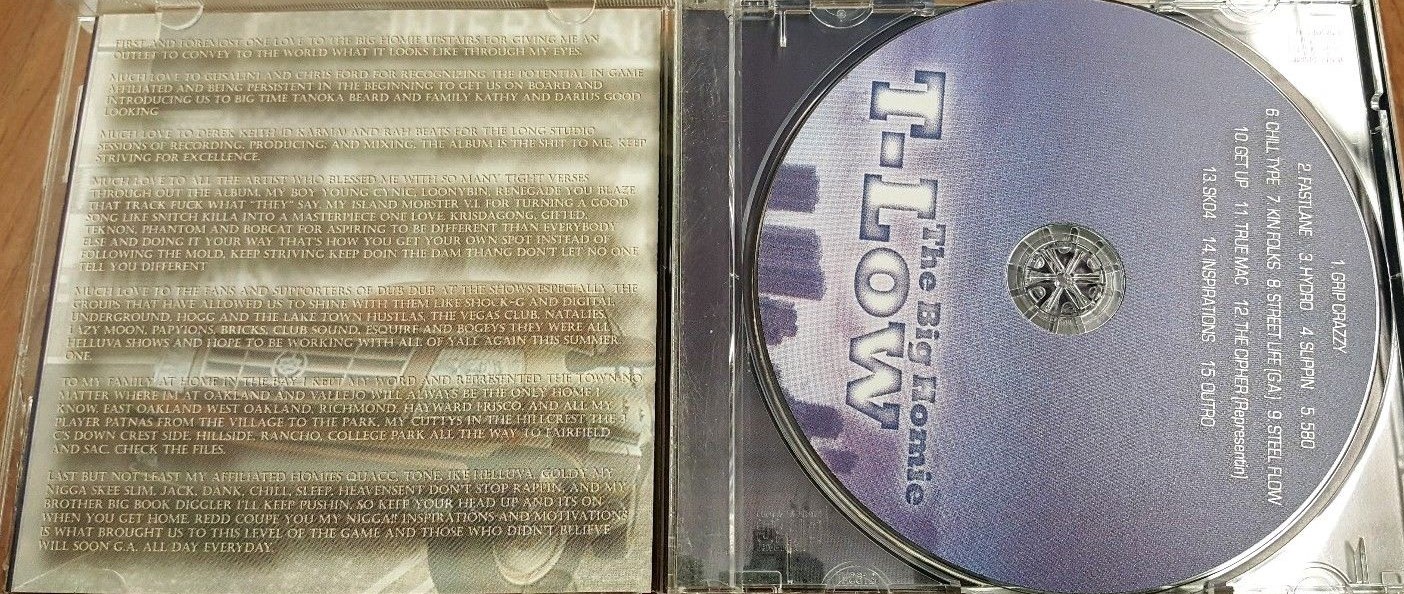 FIRST AND FOREMOST ONE LOVE TO THE BIG HOMIE UPSTAIRS FOR GIVING ME AN
OUTLET TO CONVEY TO THE WORLD WHAT IT LOOKS LIKE THROUGH MY EYES.
MUCH LOVE TO GUSALINI AND CHRIS FORD FOR RECOGNIZING THE POTENTIAL IN GAME
AFFILIATED AND BEING PERSISTENT IN THE BEGINNING TO GET US ON BOARD AND
INTRODUCING US TO BIG TIME TANOKA BEARD AND FAMILY KATHY AND DARIUS GOOD
LOOKING
MUCH LOVE TO DEREK KEITH (D KARMA) AND RAH BEATS FOR THE LONG STUDIO
SESSIONS OF RECORDING, PRODUCING, AND MIXING. THE ALBUM IS THE SHIT TO ME. KEEP
STRIVING FOR EXCELLENCE.
MUCH LOVE TO ALL THE ARTIST WHO BLESSED ME WITH SO MANY TIGHT VERSES
THROUGH OUT THE ALBUM. MY BOY YOUNG CYNIC, LOONYBIN, RENEGADE YOU BLAZE
THAT TRACK FUCK WHAT "THEY" SAY. MY ISLAND MOBSTER V.I. FOR TURNING A GOOD
SONG LIKE SNITCH KILLA INTO A MASTERPIECE ONE LOVE. KRISDAGONG, GIFTED,
TEKNON, PHANTOM AND BOBCAT FOR ASPIRING TO BE DIFFERENT THAN EVERYBODY
ELSE AND DOING IT YOUR WAY THAT'S HOW YOU GET YOUR OWN SPOT INSTEAD OF
FOLLOWING THE MOLD. KEEP STRIVING KEEP DOIN THE DAM THANG DON'T LET NO ONE
TELL YOU DIFFERENT
MUCH LOVE TO THE FANS AND SUPPORTERS OF DUB DUB AT THE SHOWS ESPECIALLY THE
GROUPS THAT HAVE ALLOWED US TO SHINE WITH THEM LIKE SHOCK-G AND DIGITAL
UNDERGROUND, HOGG AND THE LAKE TOWN HUSTLAS, THE VEGAS CLUB, NATALIES,
LAZY MOON, PAPYIONS, BRICKS, CLUB SOUND, ESQUIRE AND BOGEYS THEY WERE ALL
HELLUVA SHOWS AND HOPE TO BE WORKING WITH ALL OF YALL AGAIN THIS SUMMER.
ONE.
TO MY FAMILY AT HOME IN THE BAY I KEPT MY WORD AND REPRESENTED THE TOWN NO
MATTER WHERE IM AT OAKLAND AND VALLEJO WILL ALWAYS BE THE ONLY HOME I
KNOW. EAST OAKLAND WEST OAKLAND, RICHMOND, HAYWARD FRISCO, AND ALL MY
PLAYER PATNAS FROM THE VILLAGE TO THE PARK, MY CUTTYS IN THE HILLCREST THE 3
C'S DOWN CREST SIDE, HILLSIDE, RANCHO, COLLEGE PARK ALL THE WAY TO FAIRFIELD
AND SAC. CHECK THE FILES.
LAST BUT NOT LEAST MY AFFILIATED HOMIES QUACC, TONE, IKE HELLUVA, GOLDY MY
NIGGA SKEE SLIM, JACK, DANK, CHILL, SLEEP, HEAVENSENT DON'T STOP RAPPIN, AND MY
BROTHER BIG BOOK DIGGLER I'LL KEEP PUSHIN. SO KEEP YOUR HEAD UP AND ITS ON
WHEN YOU GET HOME REDD COUPE YOU MY NIGGA!! INSPIRATIONS AND MOTIVATIONS
IS WHAT BROUGHT US TO THIS LEVEL OF THE GAME AND THOSE WHO DIDN'T BELIEVE
WILL SOON G.A. ALL DAY EVERYDAY.
The Big Homie
T-Low
1. GRIP CRAZZY
2. FASTLANE 3. HYDRO 4. SLIPPIN 5. 580
6 CHILL TYPE 7. KIN FOLKS 8. STREET LIFE (G.A.) 9. STEEL FLOW
10. GET UP 11. TRUE MAC 12. THE CIPHER (Representin)
13. SK04 14. INSPIRATIONS 15 OUTRO